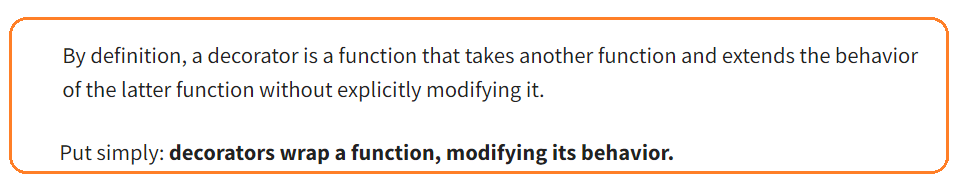 By definition, a decorator is a function that takes another function and extends the behavior
of the latter function without explicitly modifying it.
Put simply: decorators wrap a function, modifying its behavior.